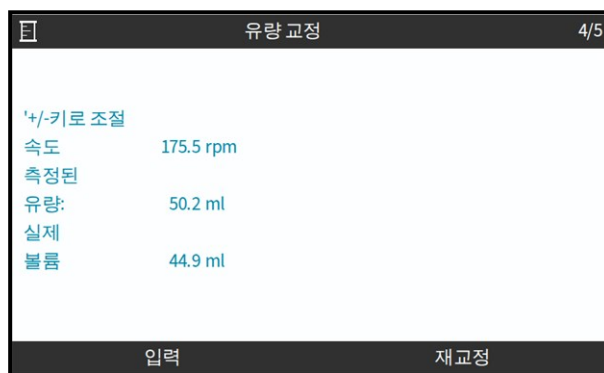 유량 교정
4/5
'+/-키로 조절
속도 175.5 rpm
측정된
유량: 50.2 ml
실제
볼륨 44.9 ml
입력 재교정